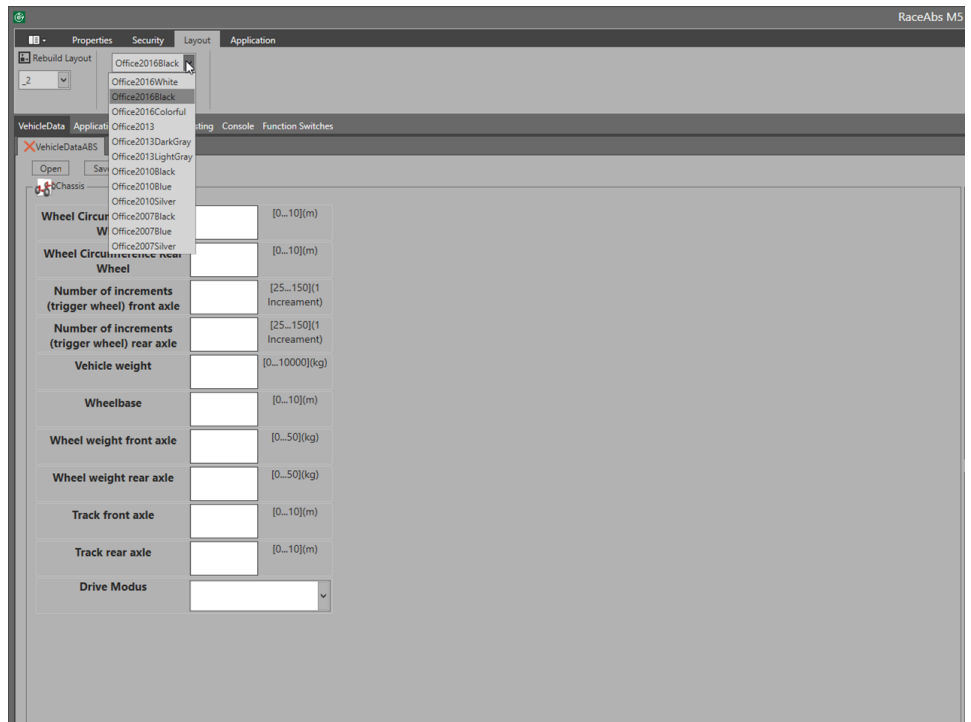 RaceAbs M5
Properties Security Layout Application
Rebuild Layout
Office2016Black
_2
Office2016White
Office2016Black
Office2016Colorful
Office2013
Office2013DarkGray
Office2013LightGray
Office2010Black
Office2010Blue
Office2010Silver
Office2007Black
Office2007Blue
Office2007Silver
VehicleData Applicati sting Console Function Switches
VehicleDataABS
Open Save
Chassis
Wheel Circum [0...10](m)
W
Wheel Circumference Rear [0...10](m)
Wheel
Number of increments [25...150](1
(trigger wheel) front axle Increament)
Number of increments [25...150](1
(trigger wheel) rear axle Increament)
Vehicle weight [0...10000](kg)
Wheelbase [0...10](m)
Wheel weight front axle [0...50](kg)
Wheel weight rear axle [0...50](kg)
Track front axle [0...10](m)
Track rear axle [0...10](m)
Drive Modus